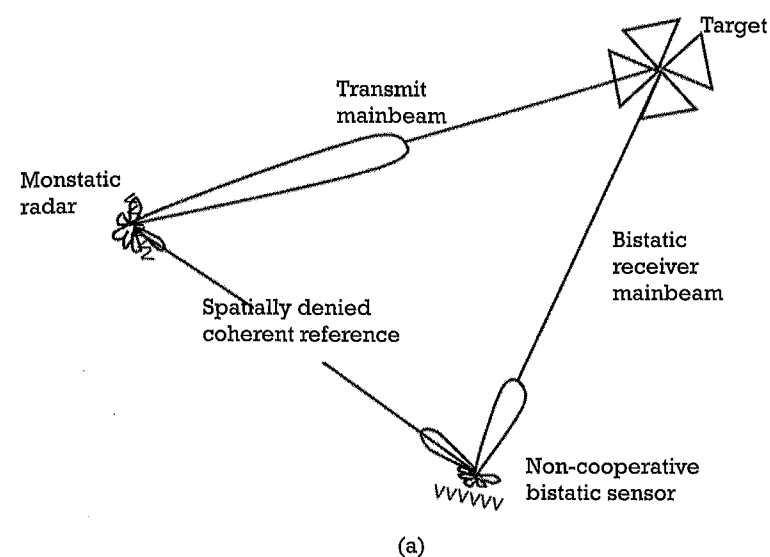 Target
Transmit
mainbeam
Monstatic
radar
Bistatic
receiver
mainbeam
Spatially denied
coherent reference
Non-cooperative
bistatic sensor
(a)